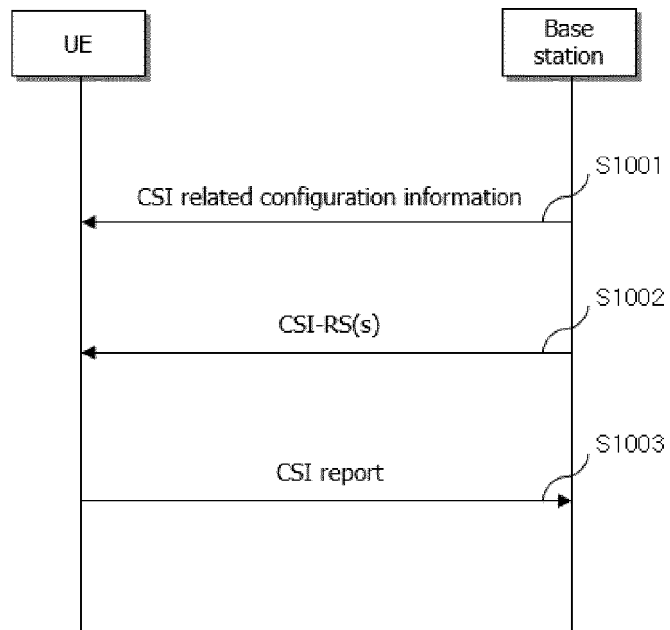 UE
Base
station
S1001
CSI related configuration information
S1002
CSI-RS(s)
S1003
CSI report